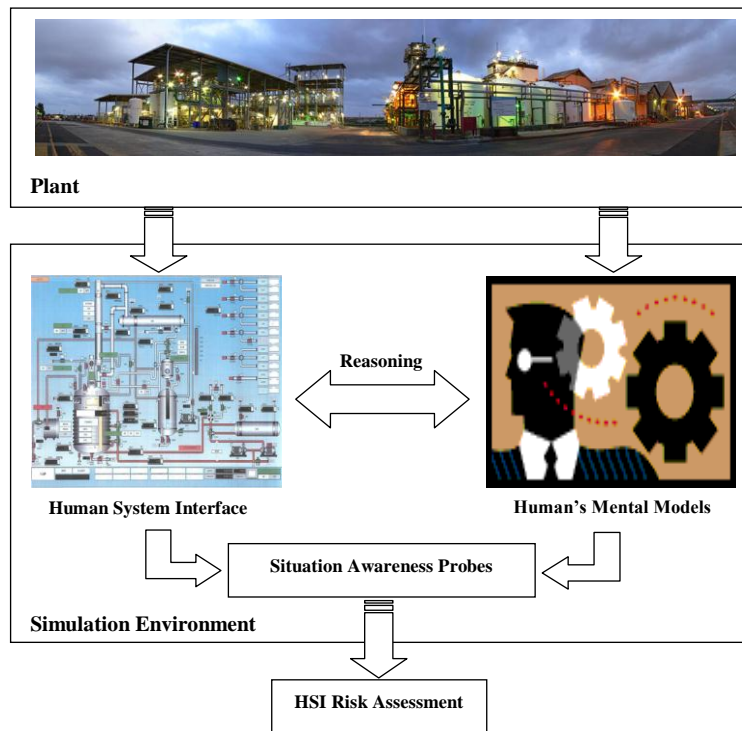 Plant
Reasoning
Human System Interface
Human’s Mental Models
Situation Awareness Probes
Simulation Environment
HSI Risk Assessment